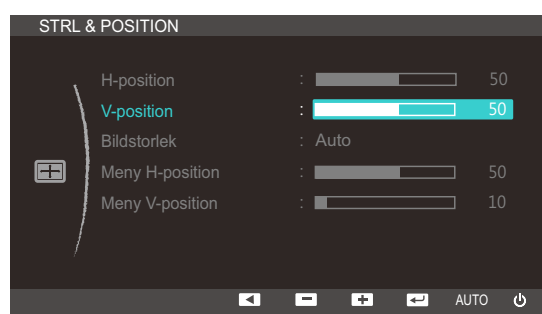 STRL & POSITION
H-position : 50
V-position : 50
Bildstorlek : Auto
Meny H-position : 50
Meny V-position : 10
AUTO